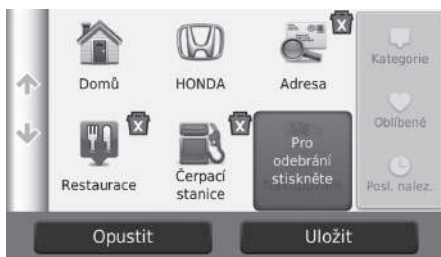 Domů
HONDA
Adresa
Kategorie
Restaurace
Čerpací
stanice
Pro
odebrání
stiskněte
Oblíbené
Posl. nalez.
Opustit
Uložit